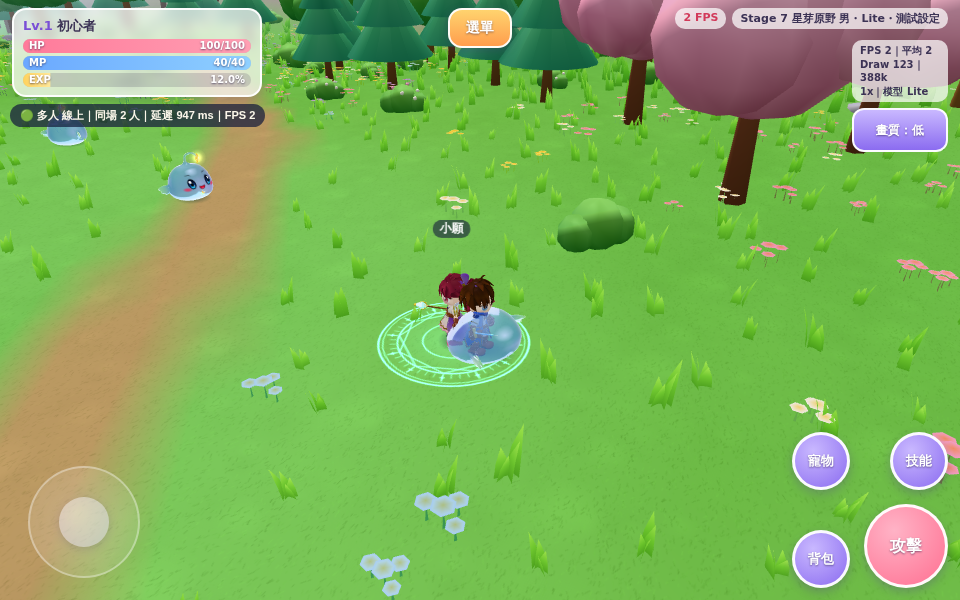 Lv.1 初心者
HP 100/100
MP 40/40
EXP 12.0%
🟢 多人 線上｜同場 2 人｜延遲 947 ms｜FPS 2
選單
2 FPS
Stage 7 星芽原野 男・Lite・測試設定
FPS 2｜平均 2
Draw 123｜
388k
1x｜模型 Lite
畫質：低
小願
寵物
技能
攻擊
背包